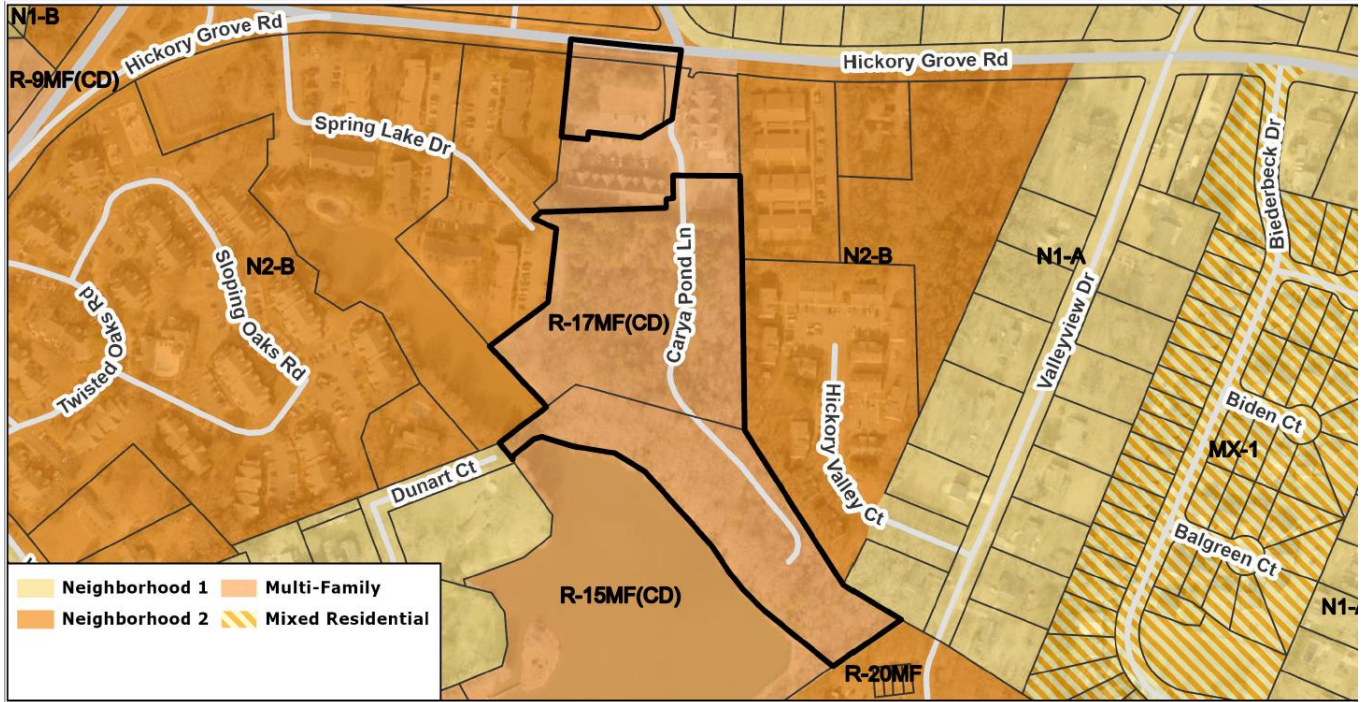 N1-B
Hickory Grove Rd
R-9MF(CD)
Hickory Grove Rd
Spring Lake Dr
Biederbeck Dr
N2-B
Sloping Oaks Rd
Twisted Oaks Rd
R-17MF(CD)
Carya Pond Ln
N2-B
N1-A
Valleyview Dr
Hickory Valley Ct
Biden Ct
MX-1
Dunart Ct
Balgreen Ct
R-15MF(CD)
R-20MF
Neighborhood 1
Multi-Family
Neighborhood 2
Mixed Residential